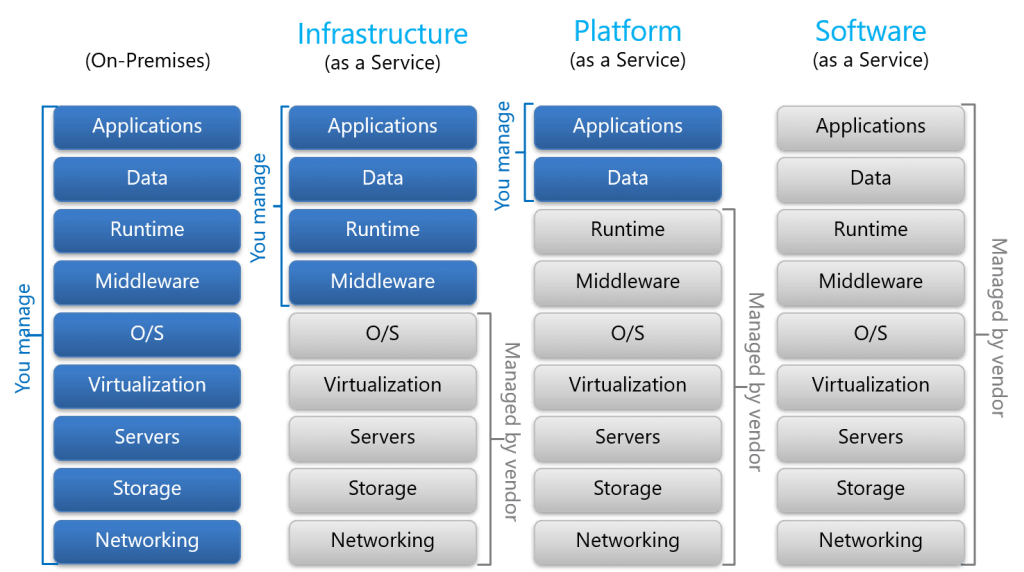 (On-Premises)
You manage
Applications
Data
Runtime
Middleware
O/S
Virtualization
Servers
Storage
Networking
Infrastructure
(as a Service)
You manage
Applications
Data
Runtime
Middleware
O/S
Virtualization
Servers
Storage
Networking
Managed by vendor
Platform
(as a Service)
You manage
Applications
Data
Runtime
Middleware
O/S
Virtualization
Servers
Storage
Networking
Managed by vendor
Software
(as a Service)
Applications
Data
Runtime
Middleware
O/S
Virtualization
Servers
Storage
Networking
Managed by vendor